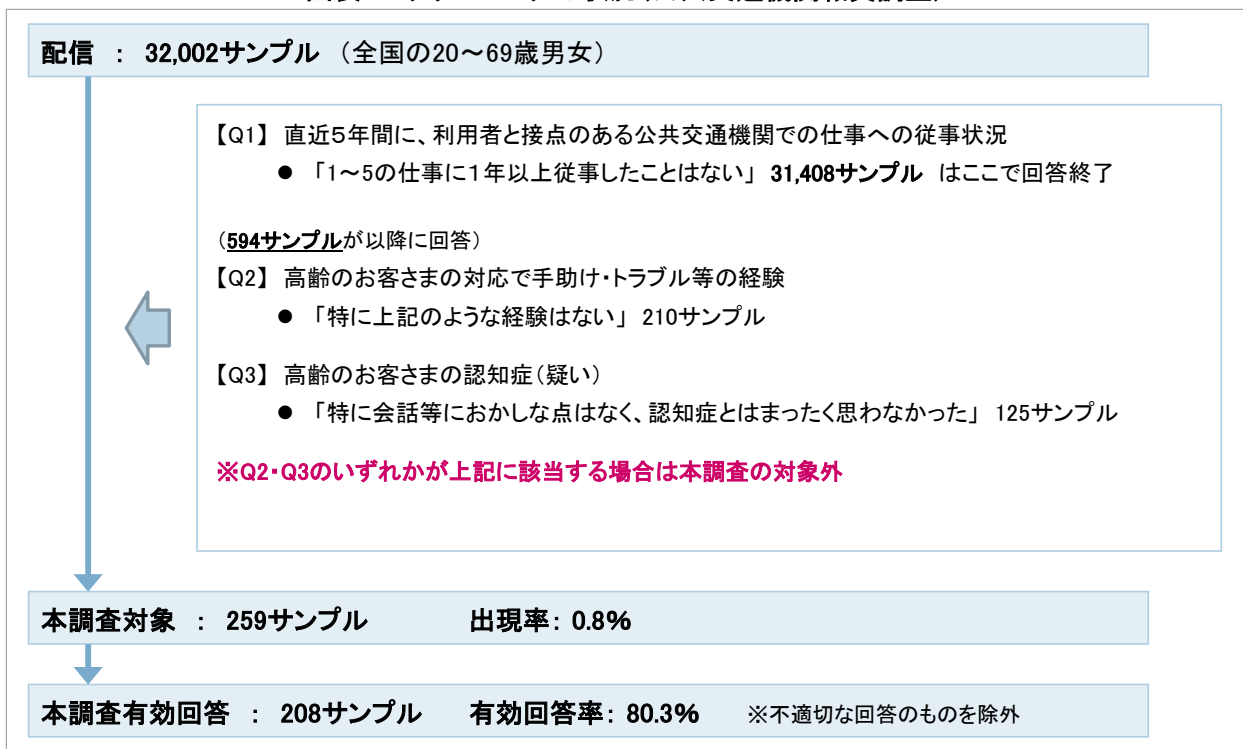 配信 ： 32,002サンプル （全国の20～69歳男女）
【Q1】 直近５年間に、利用者と接点のある公共交通機関での仕事への従事状況
● 「1～5の仕事に１年以上従事したことはない」 31,408サンプル はここで回答終了
（594サンプルが以降に回答）
【Q2】 高齢のお客さまの対応で手助け・トラブル等の経験
● 「特に上記のような経験はない」 210サンプル
【Q3】 高齢のお客さまの認知症（疑い）
● 「特に会話等におかしな点はなく、認知症とはまったく思わなかった」 125サンプル
※Q2・Q3のいずれかが上記に該当する場合は本調査の対象外
本調査対象 ： 259サンプル 出現率： 0.8%
本調査有効回答 ： 208サンプル 有効回答率： 80.3% ※不適切な回答のものを除外